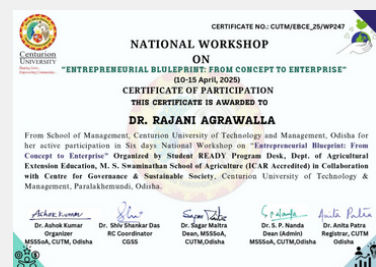 CERTIFICATE NO.: CUTM/EBCE_25/WP247
Centurion
UNIVERSITY
NATIONAL WORKSHOP
ON
"ENTREPRENEURIAL BLULEPRINT: FROM CONCEPT TO ENTERPRISE"
(10-15 April, 2025)
CERTIFICATE OF PARTICIPATION
THIS CERTIFICATE IS AWARDED TO
DR. RAJANI AGRAWALLA
From School of Management, Centurion University of Technology and Management, Odisha for
her active participation in Six days National Workshop on "Entrepreneurial Blueprint: From
Concept to Enterprise" Organized by Student READY Program Desk, Dept. of Agricultural
Extension Education, M. S. Swaminathan School of Agriculture (ICAR Accredited) in Collaboration
with Centre for Governance & Sustainable Society, Centurion University of Technology &
Management, Paralakhemundi, Odisha.
Dr. Ashok Kumar
Organizer
MSSSoA, CUTM, Odisha
Dr. Shiv Shankar Das
RC Coordinator
CGSS
Dr. Sagar Maitra
Dean, MSSSoA,
CUTM,Odisha
Dr. S. P. Nanda
Dean (Admin)
MSSSoA, CUTM, Odisha
Dr. Anita Patra
Registrar, CUTM
Odisha